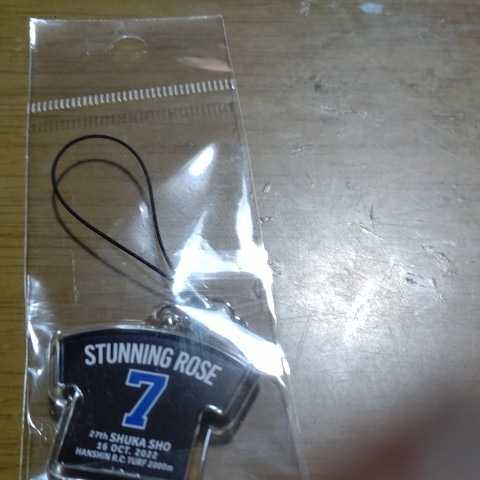 STUNNING ROSE
7
27th SHUKA SHO
16 OCT. 2022
HANSHIN R.C. TURF 2000m